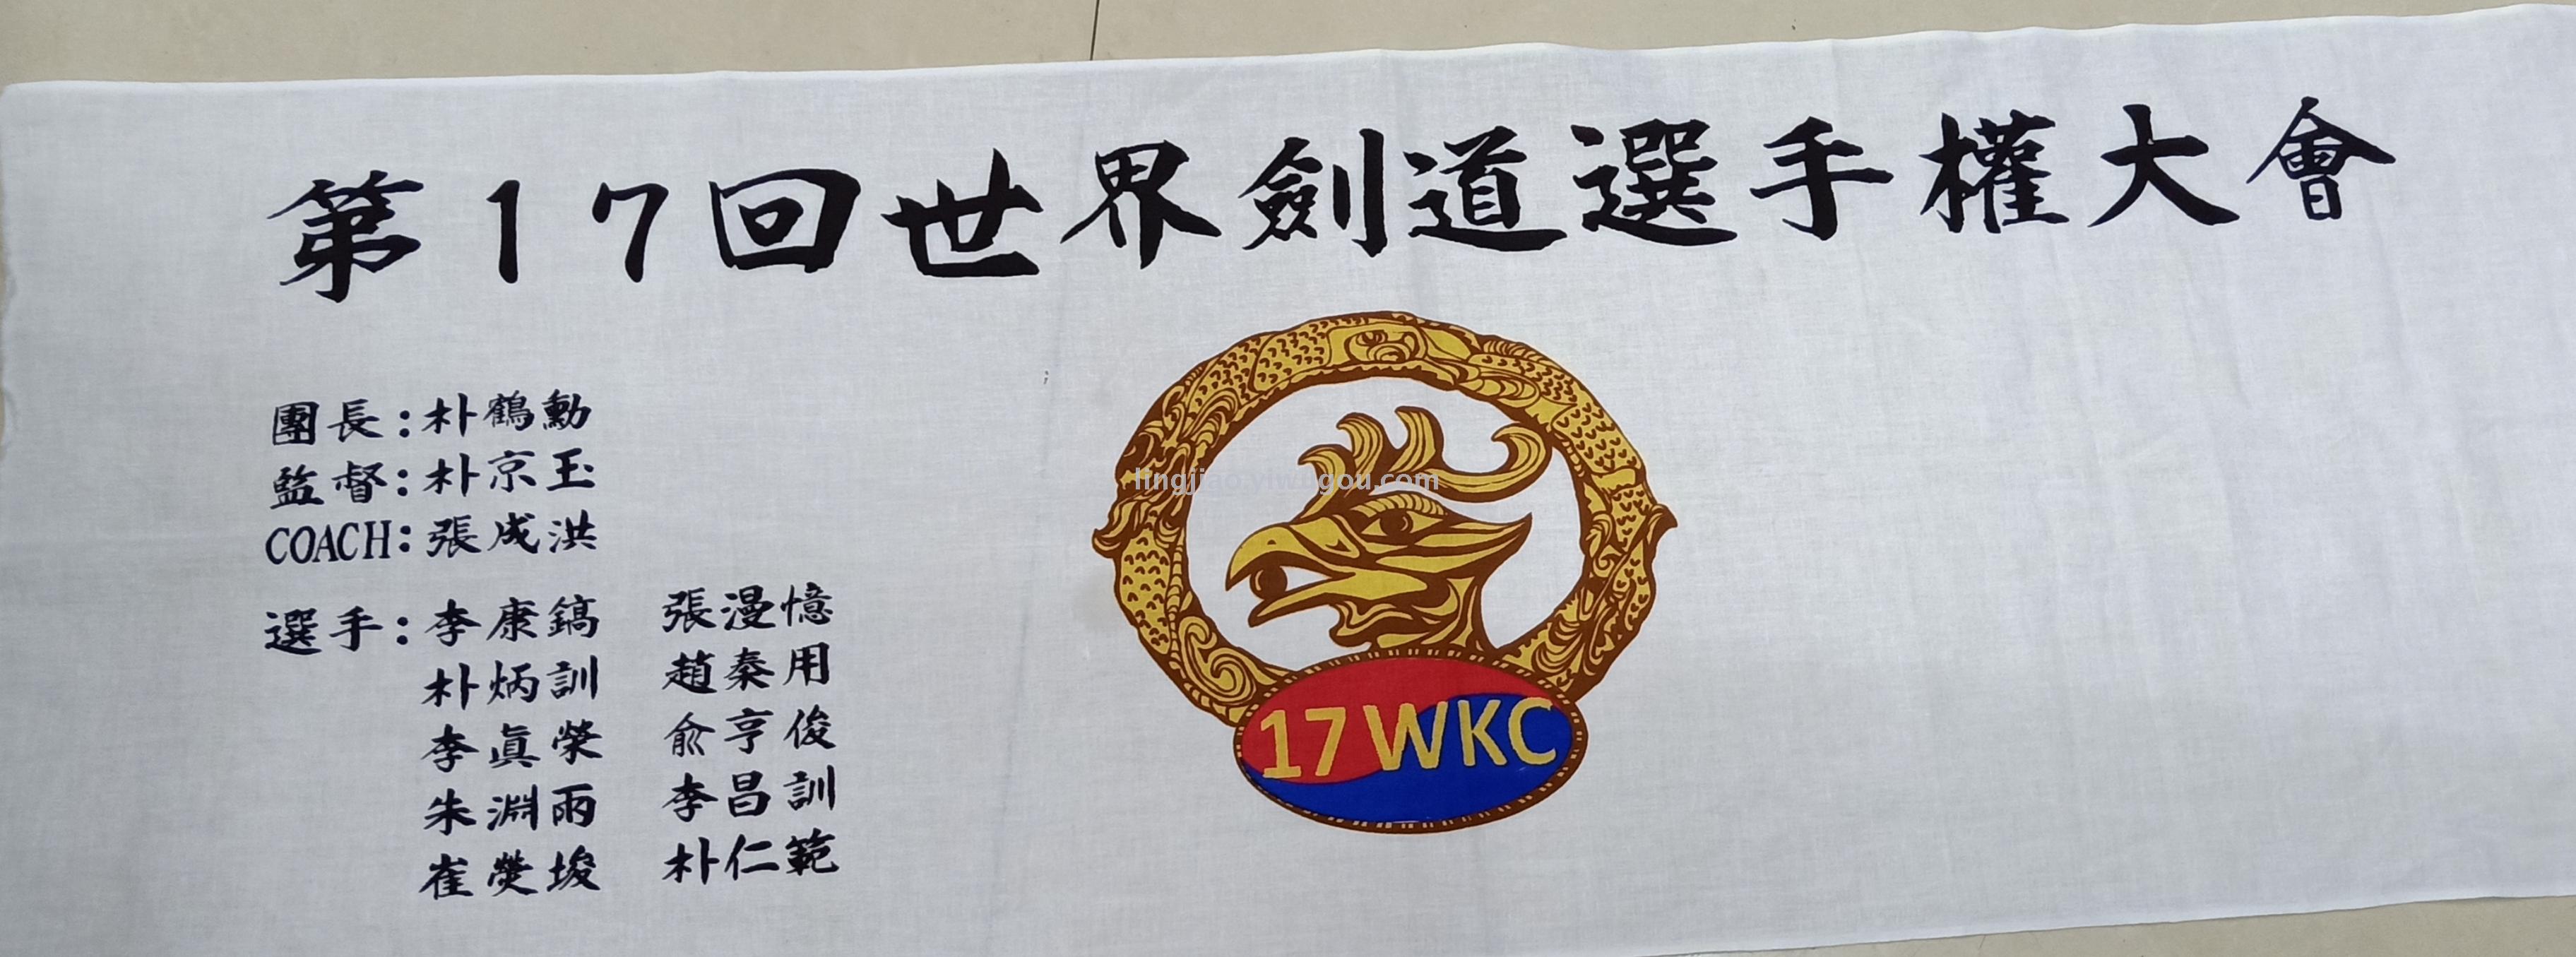 第17回世界劍道選手權大會
團長:朴鶴勳
監督:朴京玉
COACH:張成洪
選手:李康鎬 張漫憶
朴炳訓 趙秦用
李眞榮 兪亨俊
朱淵雨 李昌訓
崔熒埈 朴仁範
17WKC
lingjiao.yiwugou.com